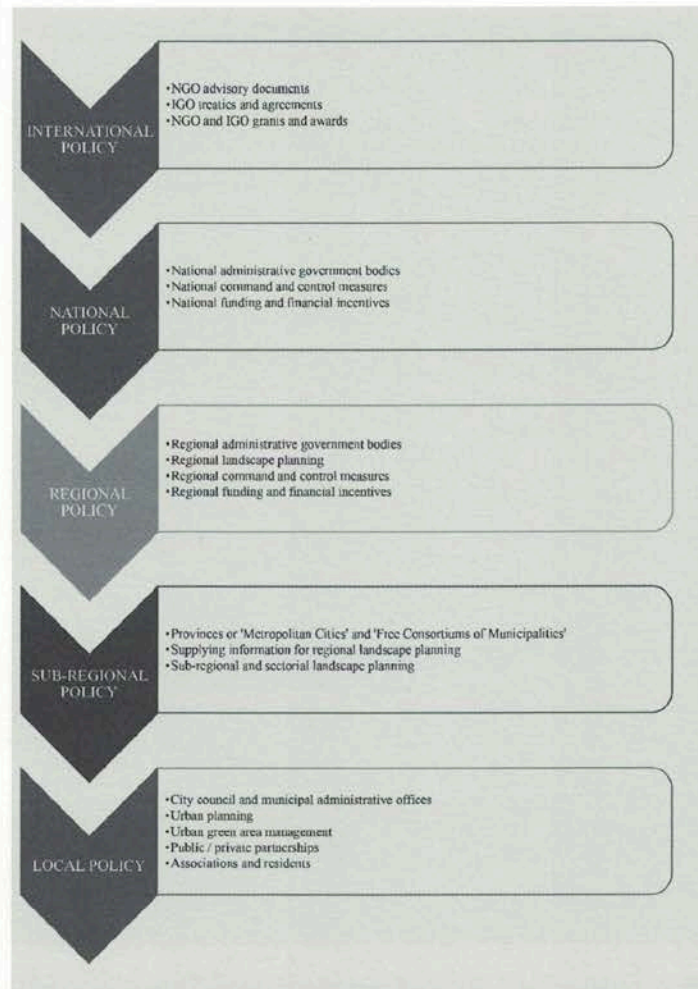 INTERNATIONAL
POLICY
•NGO advisory documents
•IGO treaties and agreements
•NGO and IGO grants and awards
NATIONAL
POLICY
•National administrative government bodies
•National command and control measures
•National funding and financial incentives
REGIONAL
POLICY
•Regional administrative government bodies
•Regional landscape planning
•Regional command and control measures
•Regional funding and financial incentives
SUB-REGIONAL
POLICY
•Provinces or 'Metropolitan Cities' and 'Free Consortiums of Municipalities'
•Supplying information for regional landscape planning
•Sub-regional and sectorial landscape planning
LOCAL POLICY
•City council and municipal administrative offices
•Urban planning
•Urban green area management
•Public / private partnerships
•Associations and residents